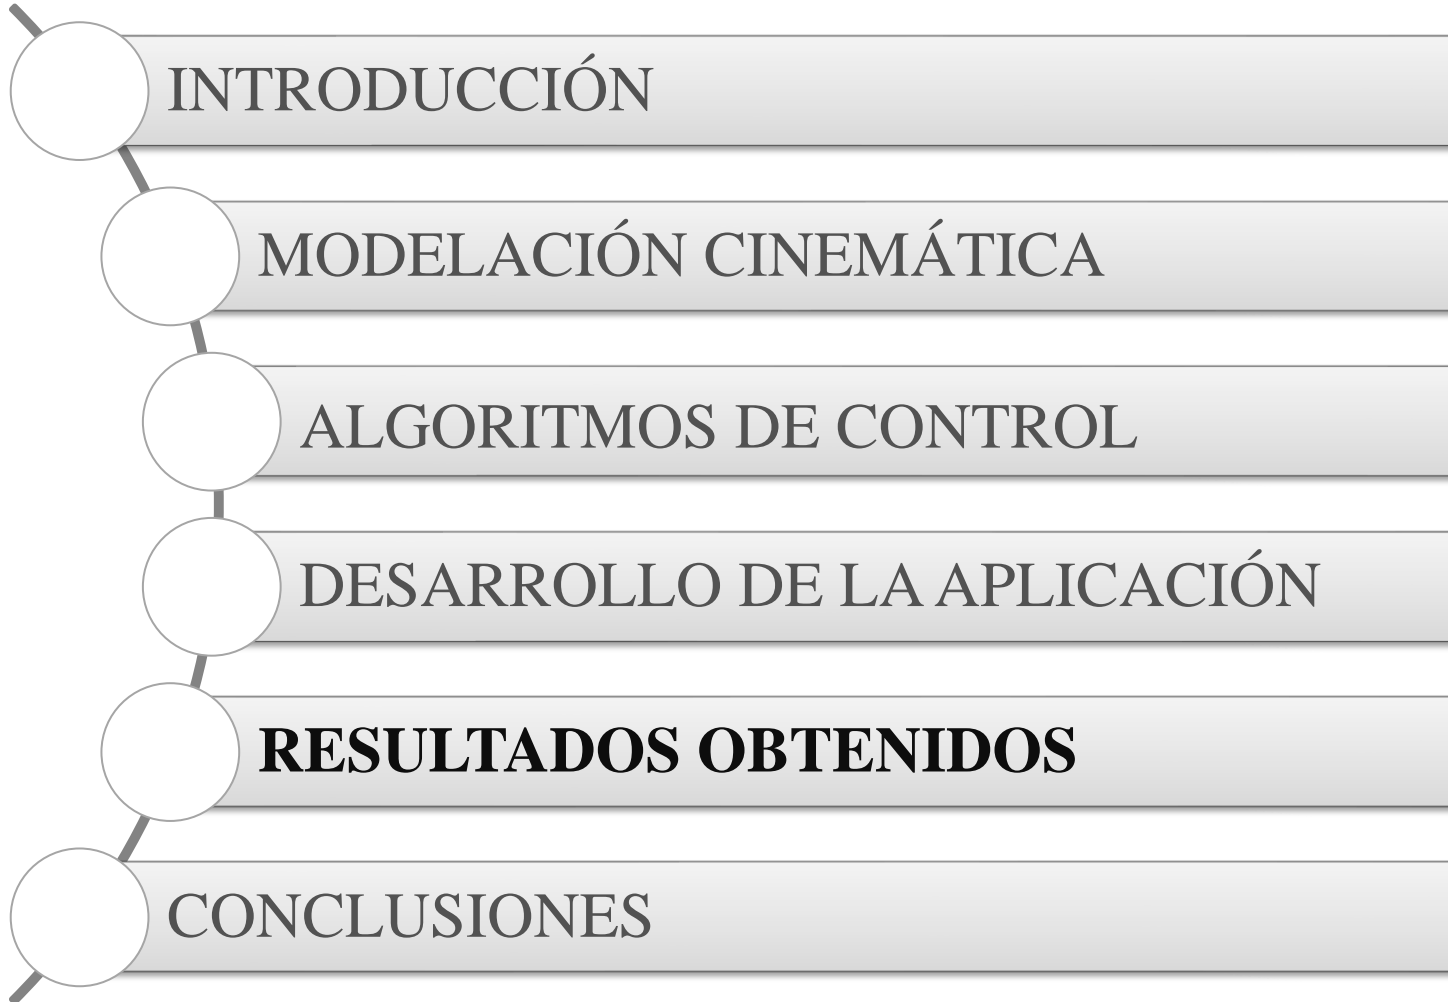 INTRODUCCIÓN
MODELACIÓN CINEMÁTICA
ALGORITMOS DE CONTROL
DESARROLLO DE LA APLICACIÓN
RESULTADOS OBTENIDOS
CONCLUSIONES